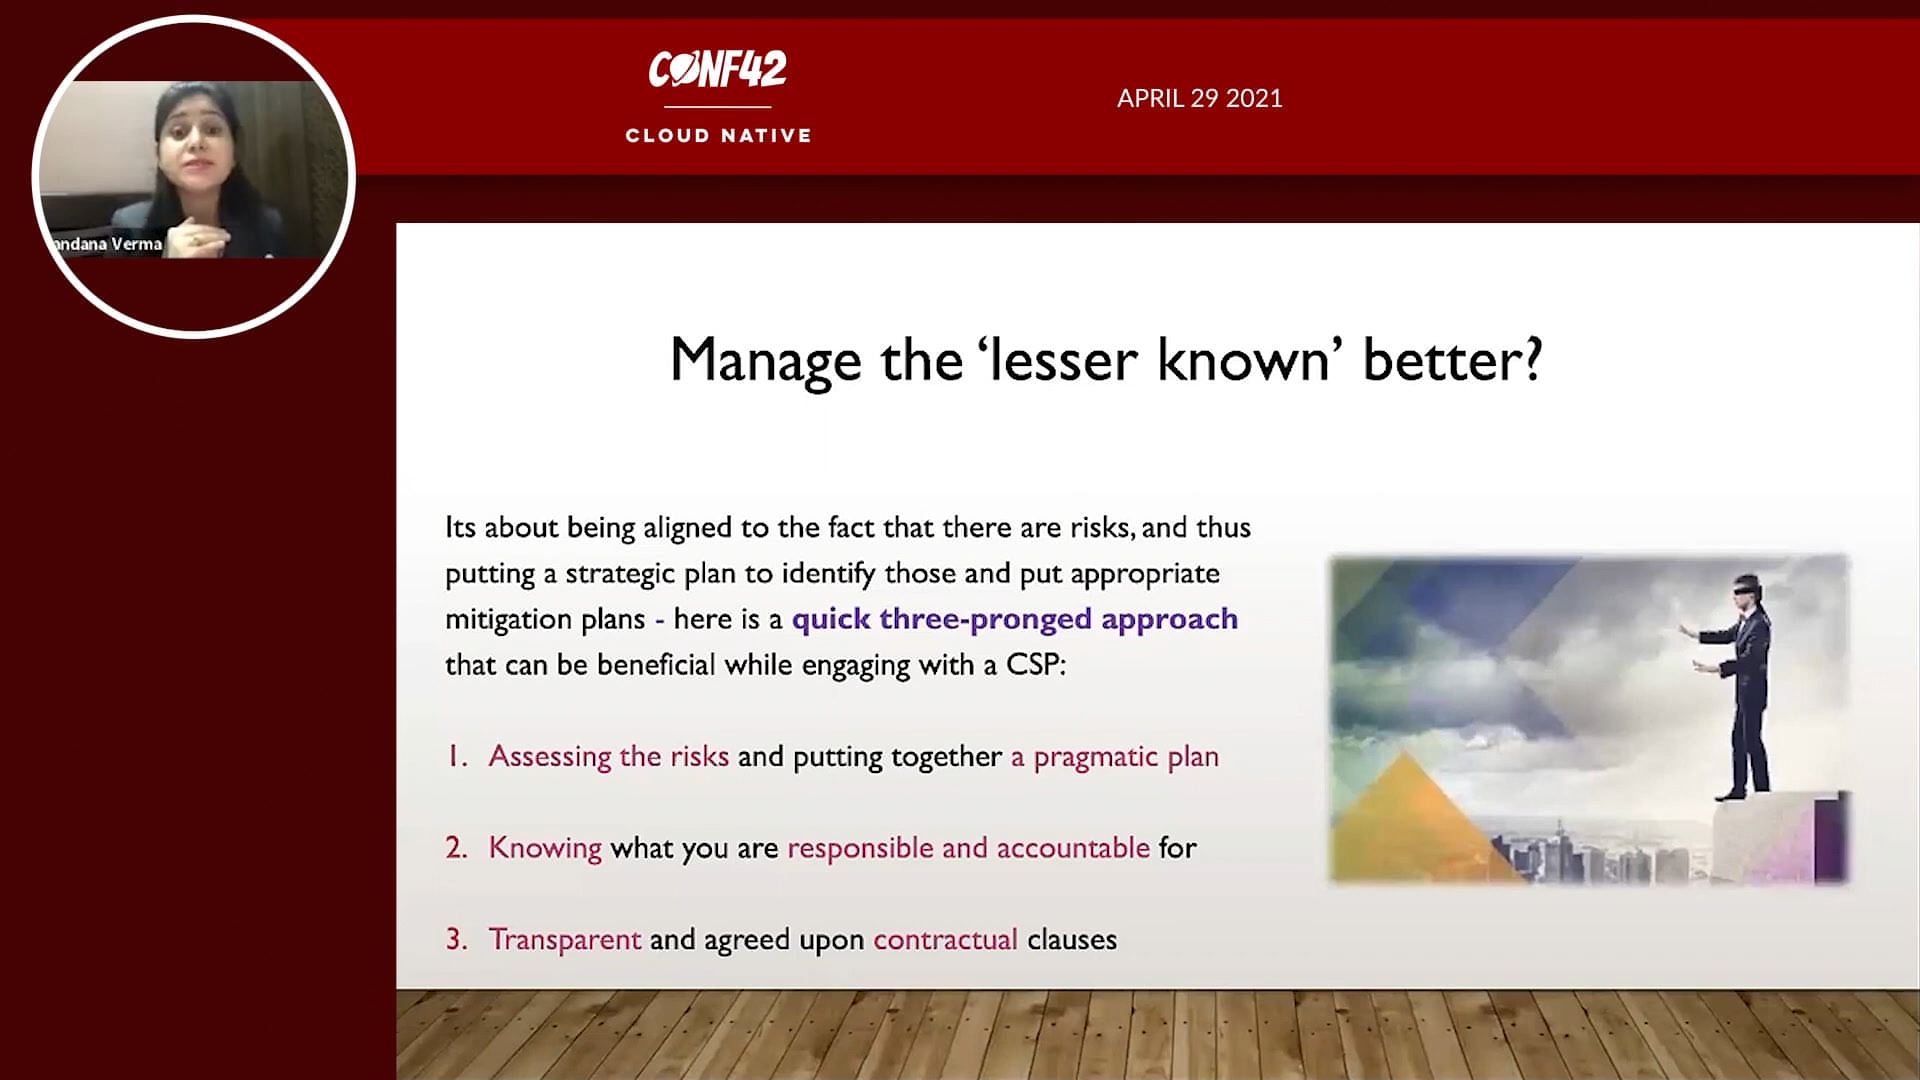 CONF42
CLOUD NATIVE
APRIL 29 2021
andana Verma
Manage the ‘lesser known’ better?
Its about being aligned to the fact that there are risks, and thus
putting a strategic plan to identify those and put appropriate
mitigation plans - here is a quick three-pronged approach
that can be beneficial while engaging with a CSP:
1. Assessing the risks and putting together a pragmatic plan
2. Knowing what you are responsible and accountable for
3. Transparent and agreed upon contractual clauses